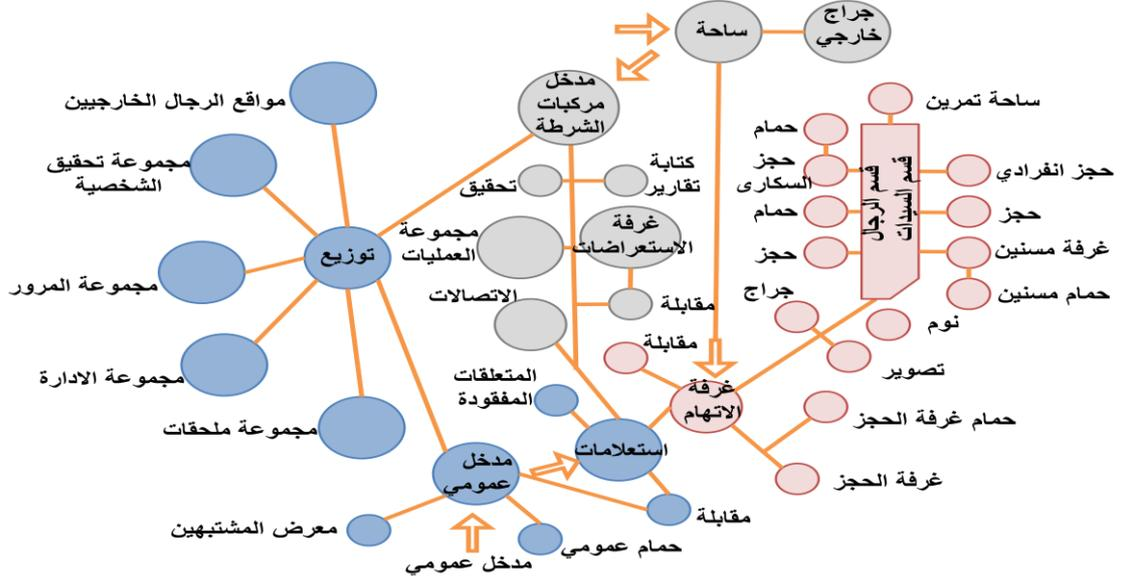 جراج
خارجي
ساحة
مدخل
مركبات
الشرطة
مواقع الرجال الخارجيين
ساحة تمرين
حمام
مجموعة تحقيق
الشخصية
كتابة
تقارير
تحقيق
حجز
السكارى
قسم الرجال
قسم السيدات
حجز انفرادي
حمام
حجز
غرفة
الاستعراضات
مجموعة
العمليات
توزيع
حجز
غرفة مسنين
مجموعة المرور
الاتصالات
مقابلة
جراج
حمام مسنين
نوم
مقابلة
تصوير
مجموعة الادارة
المتعلقات
المفقودة
غرفة
الاتهام
حمام غرفة الحجز
مجموعة ملحقات
استعلامات
مدخل
عمومي
غرفة الحجز
مقابلة
معرض المشتبهين
حمام عمومي
مدخل عمومي